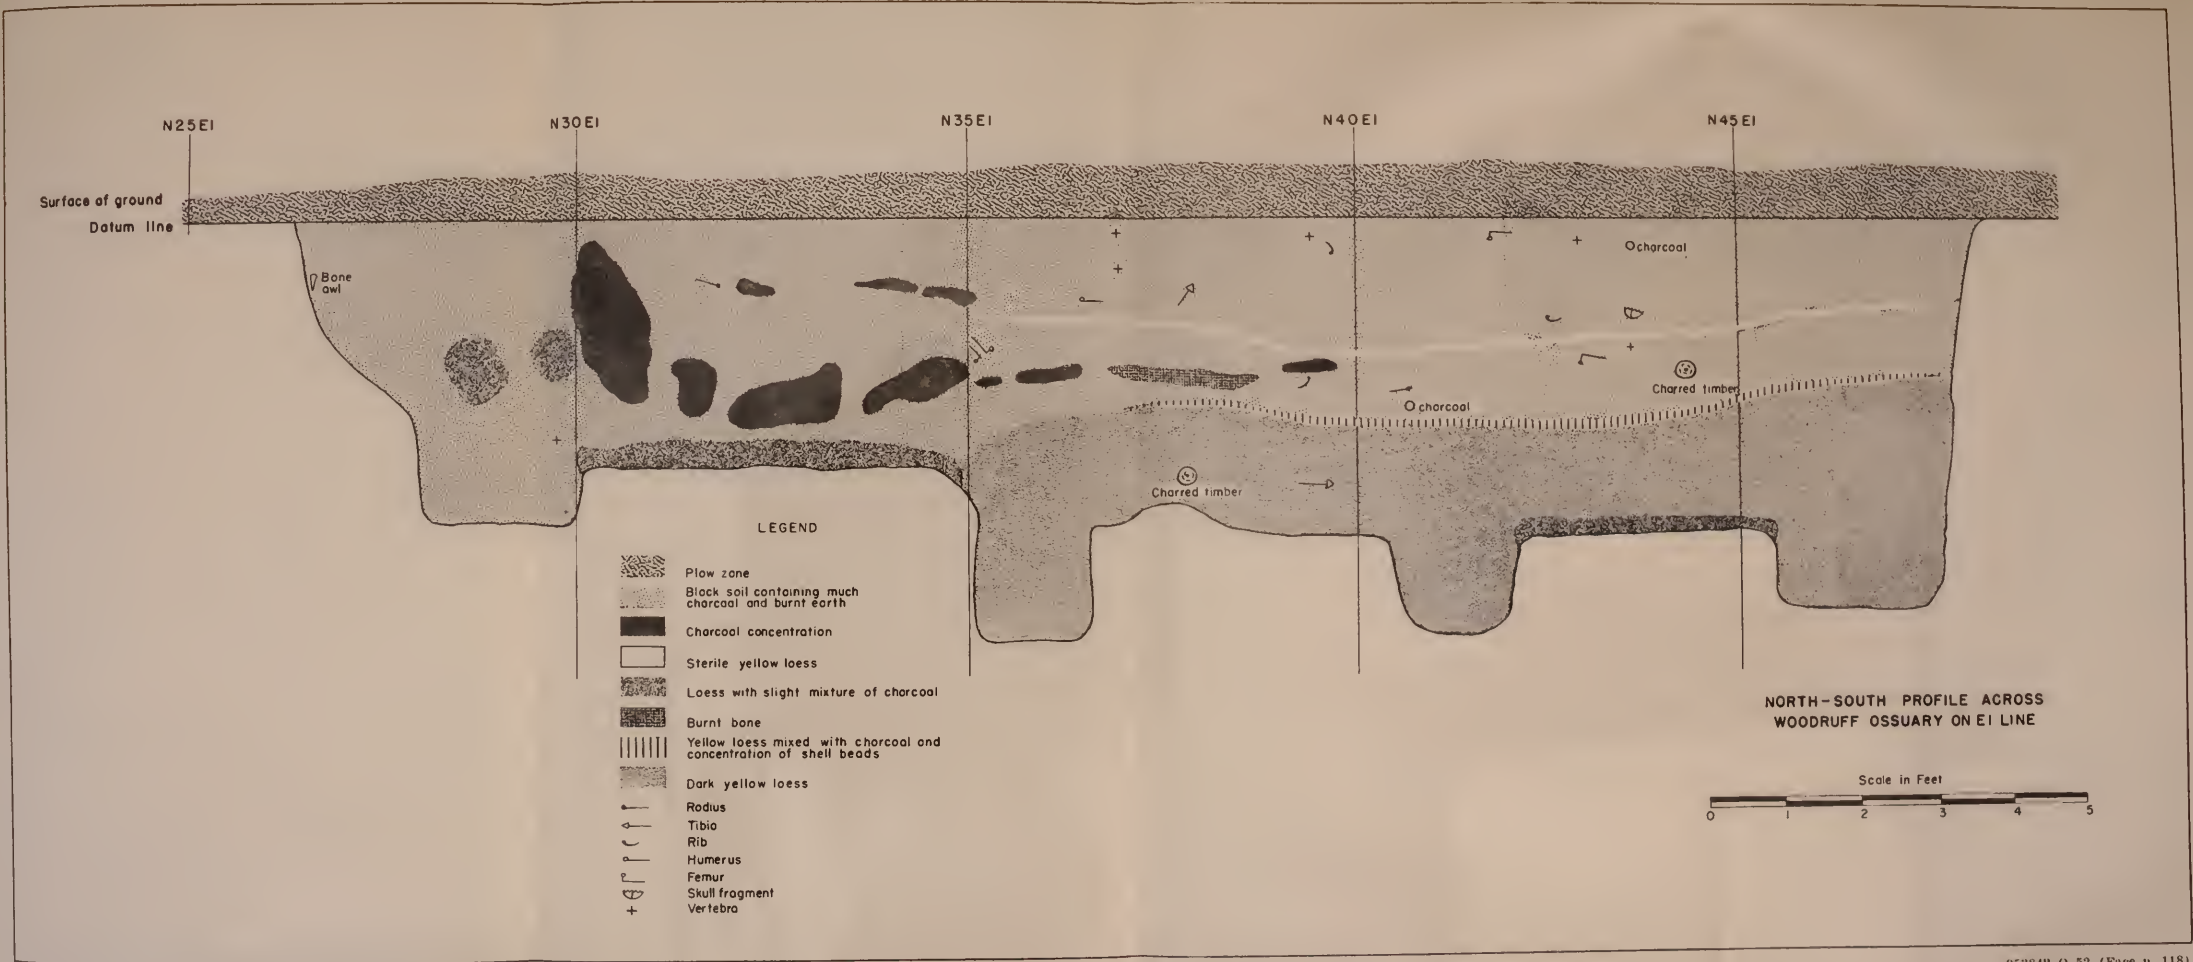 N25E1
N30E1
N35E1
N40E1
N45E1
Surface of ground
Datum line
Bone
awl
charcoal
Charred timber
charcoal
Charred timber
LEGEND
Plow zone
Black soil containing much
charcoal and burnt earth
Charcoal concentration
Sterile yellow loess
Loess with slight mixture of charcoal
Burnt bone
Yellow loess mixed with charcoal and
concentration of shell beads
Dark yellow loess
Radius
Tibia
Rib
Humerus
Femur
Skull fragment
Vertebra
NORTH-SOUTH PROFILE ACROSS
WOODRUFF OSSUARY ON E1 LINE
Scale in Feet
0 1 2 3 4 5
(Face p. 118)